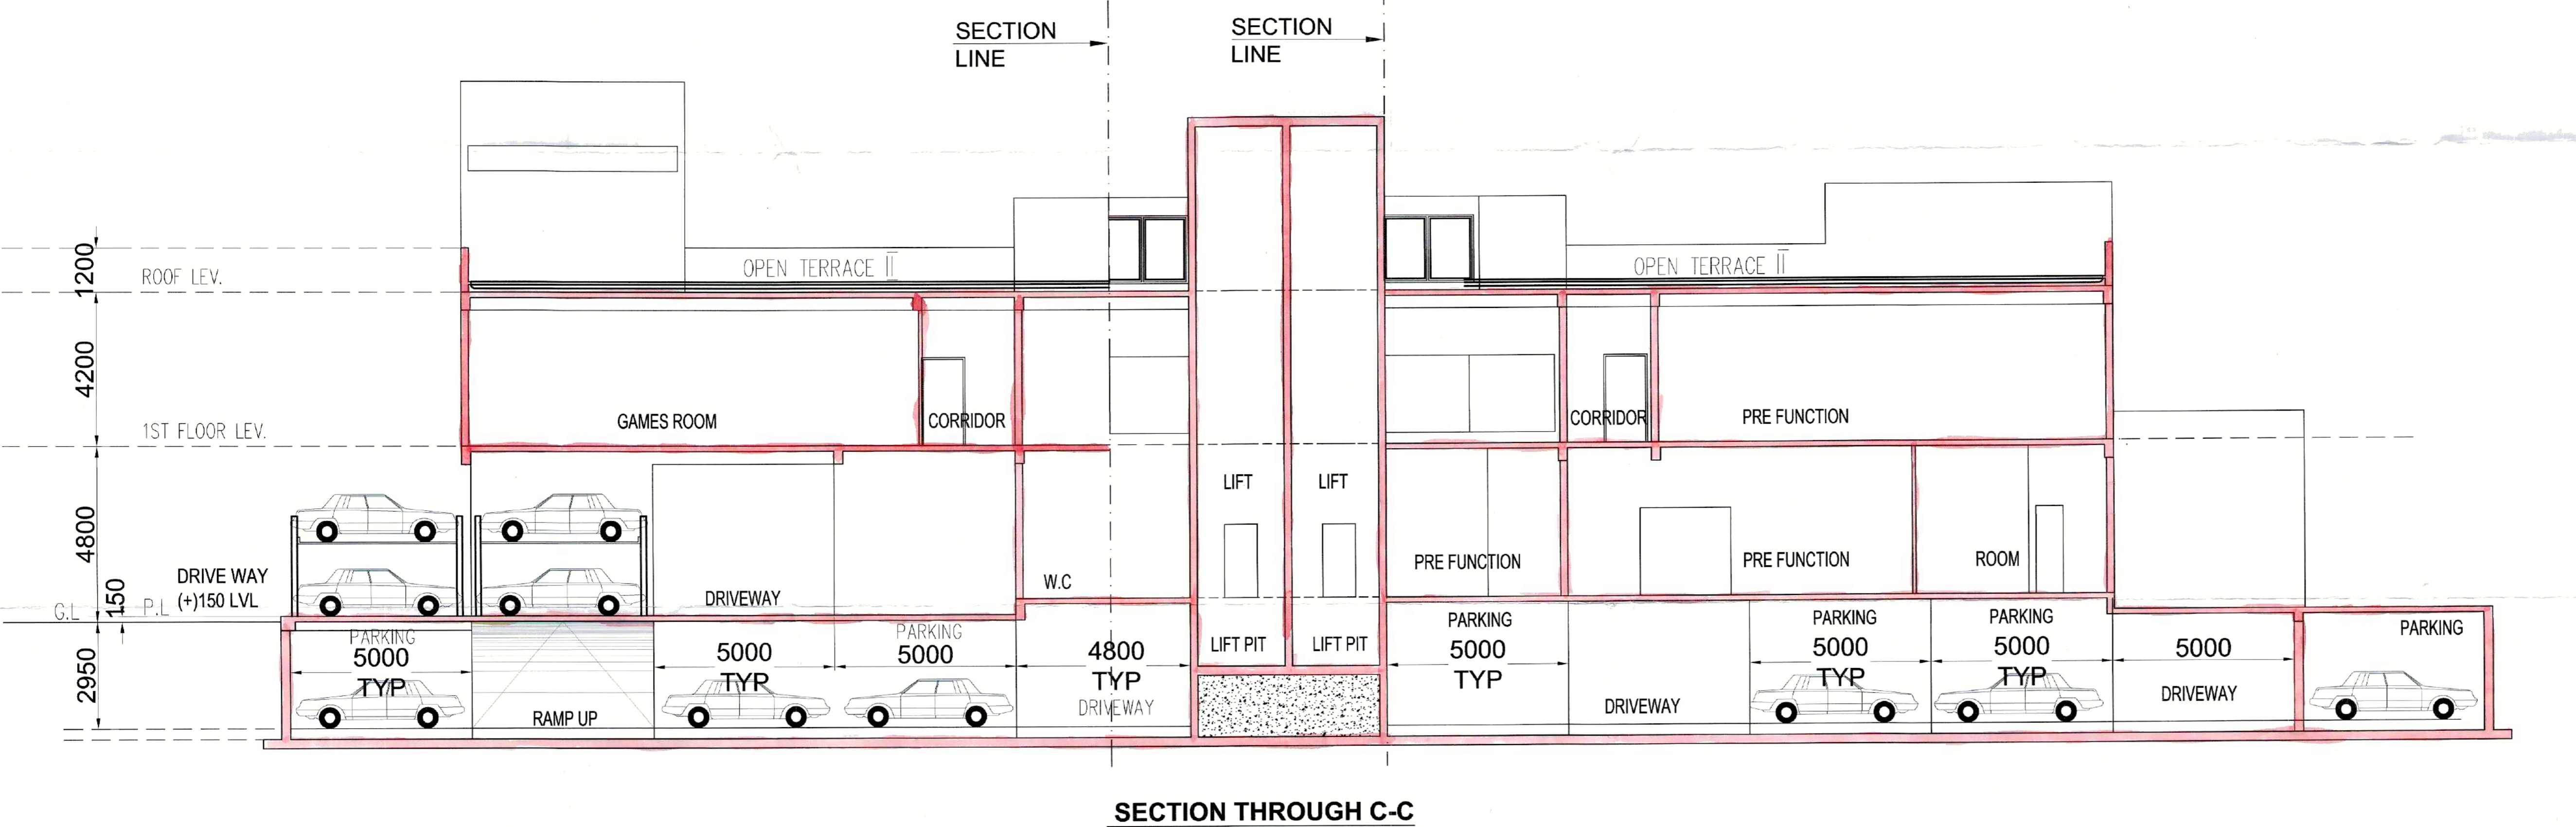 SECTION
LINE
SECTION
LINE
1200
ROOF LEV.
OPEN TERRACE II
OPEN TERRACE II
4200
GAMES ROOM
CORRIDOR
CORRIDOR
PRE FUNCTION
1ST FLOOR LEV.
LIFT
LIFT
4800
DRIVE WAY
(+)150 LVL
150
G.L
P.L
DRIVEWAY
W.C
PRE FUNCTION
PRE FUNCTION
ROOM
PARKING
5000
TYP
5000
TYP
PARKING
5000
4800
TYP
DRIVEWAY
LIFT PIT
LIFT PIT
PARKING
5000
TYP
DRIVEWAY
PARKING
5000
TYP
PARKING
5000
TYP
5000
DRIVEWAY
PARKING
2950
RAMP UP
SECTION THROUGH C-C